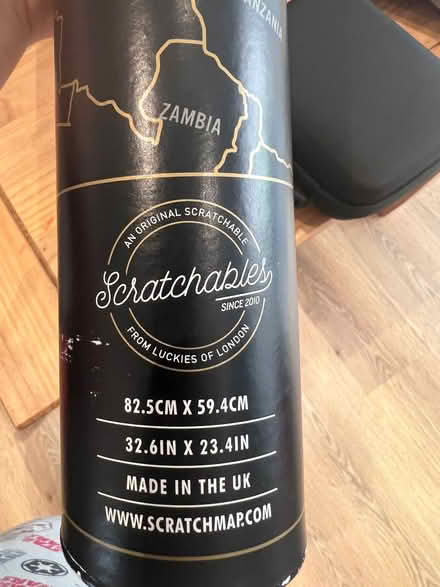 TANZANIA
ZAMBIA
AN ORIGINAL SCRATCHABLE
Scratchables
SINCE 2010
FROM LUCKIES OF LONDON
82.5CM X 59.4CM
32.6IN X 23.4IN
MADE IN THE UK
WWW.SCRATCHMAP.COM